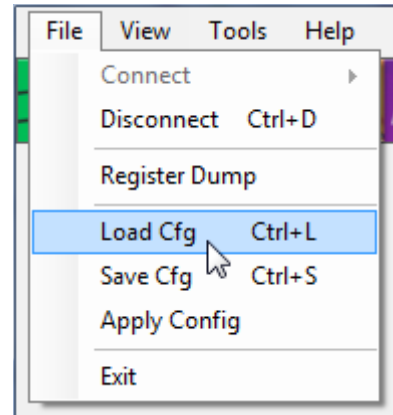 File View Tools Help
Connect
Disconnect Ctrl+D
Register Dump
Load Cfg Ctrl+L
Save Cfg Ctrl+S
Apply Config
Exit